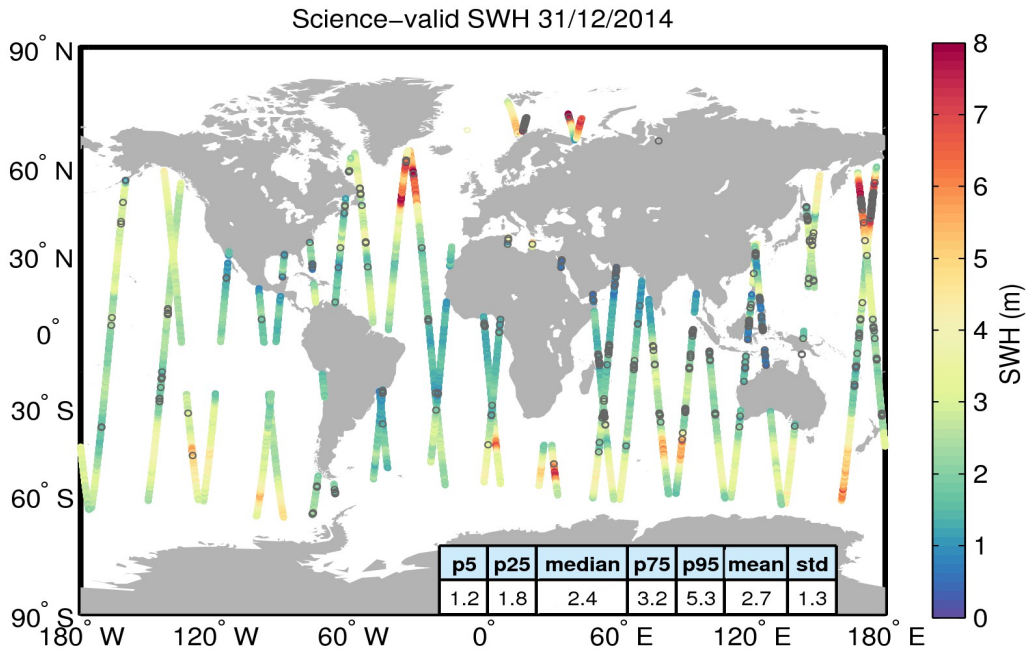 Science−valid SWH 31/12/2014
90° N
60° N
30° N
0°
30° S
60° S
90° S
180° W
120° W
60° W
0°
60° E
120° E
180° E
8
7
6
5
4
3
2
1
0
SWH (m)
p5 p25 median p75 p95 mean std
1.2 1.8 2.4 3.2 5.3 2.7 1.3